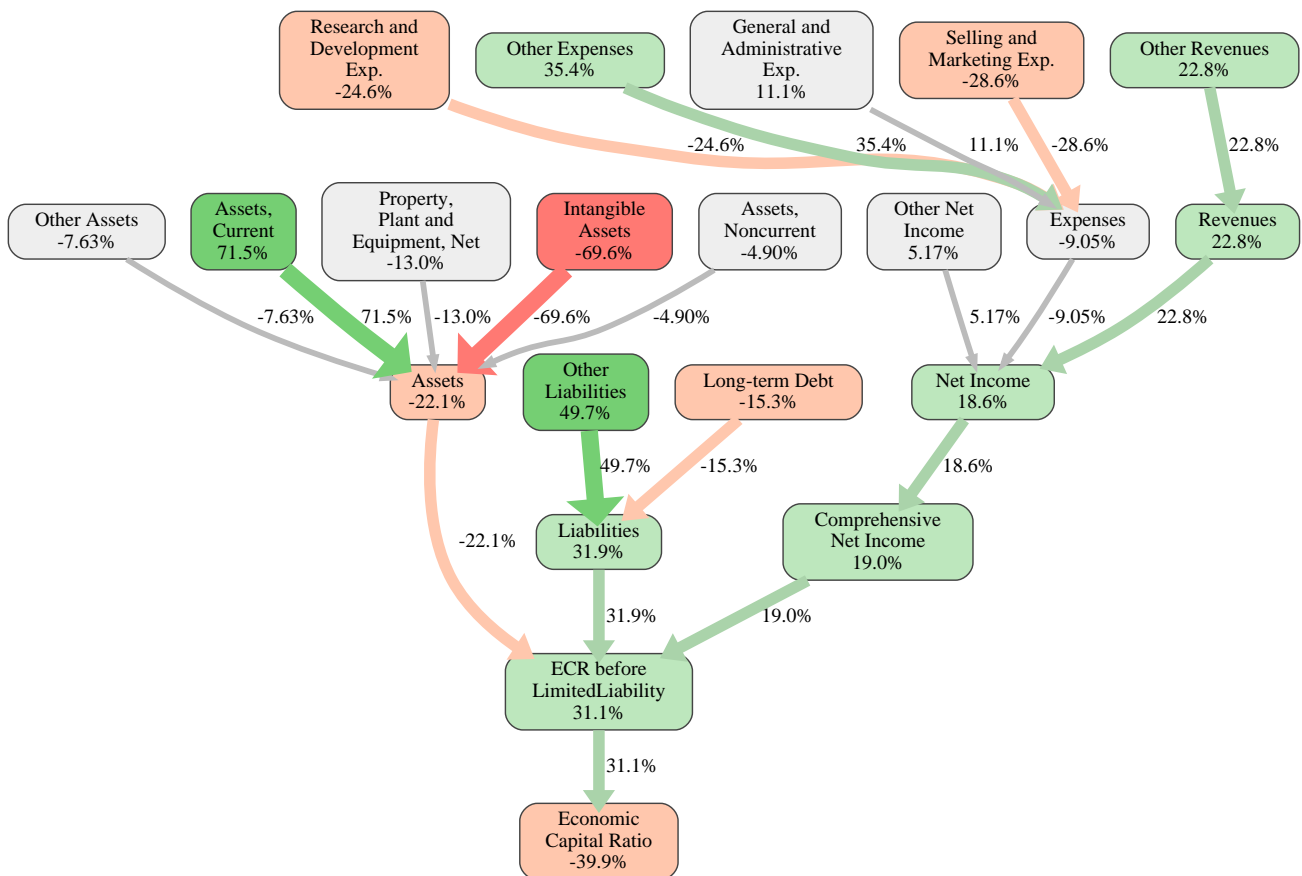 Research and
Development
Exp.
-24.6%
Other Expenses
35.4%
General and
Administrative
Exp.
11.1%
Selling and
Marketing Exp.
-28.6%
Other Revenues
22.8%
-24.6%
35.4%
11.1%
-28.6%
22.8%
Other Assets
-7.63%
Assets,
Current
71.5%
Property,
Plant and
Equipment, Net
-13.0%
Intangible
Assets
-69.6%
Assets,
Noncurrent
-4.90%
Other Net
Income
5.17%
Expenses
-9.05%
Revenues
22.8%
-7.63%
71.5%
-13.0%
-69.6%
-4.90%
5.17%
-9.05%
22.8%
Assets
-22.1%
Other
Liabilities
49.7%
Long-term Debt
-15.3%
Net Income
18.6%
49.7%
-15.3%
18.6%
-22.1%
Liabilities
31.9%
Comprehensive
Net Income
19.0%
31.9%
19.0%
ECR before
LimitedLiability
31.1%
31.1%
Economic
Capital Ratio
-39.9%